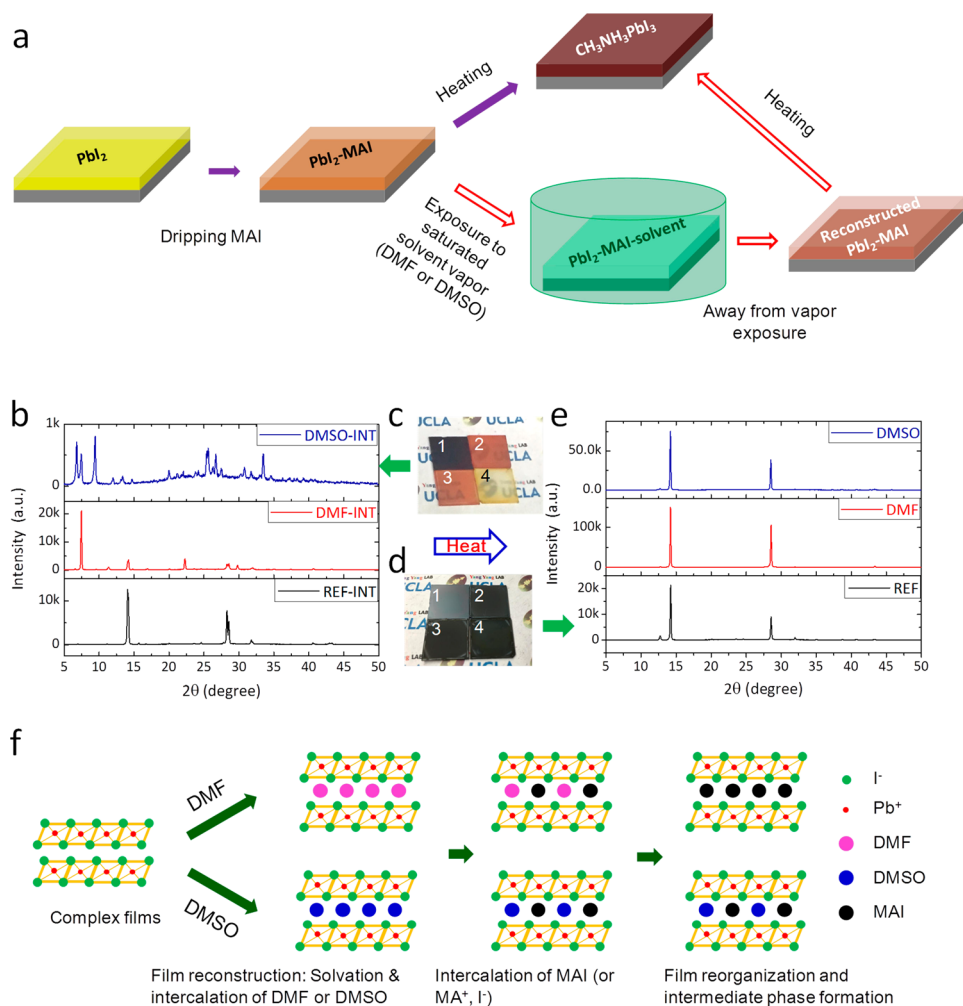 a
PbI₂
Dripping MAI
PbI₂-MAI
Heating
CH₃NH₃PbI₃
Exposure to
saturated
solvent vapor
(DMF or DMSO)
PbI₂-MAI-solvent
Away from vapor
exposure
Reconstructed
PbI₂-MAI
Heating
b
1k
DMSO-INT
0
20k
DMF-INT
10k
0
10k
REF-INT
0
Intensity (a.u.)
5 10 15 20 25 30 35 40 45 50
2θ (degree)
c
UCLA
1 2
3 4
UCLA
Heat
d
1 2
3 4
e
50.0k
DMSO
0.0
100k
DMF
0
20k
REF
10k
0
Intensity (a.u.)
5 10 15 20 25 30 35 40 45 50
2θ (degree)
f
Complex films
DMF
DMSO
Film reconstruction: Solvation &
intercalation of DMF or DMSO
Intercalation of MAI (or
MA⁺, I⁻)
Film reorganization and
intermediate phase formation
I⁻
Pb⁺
DMF
DMSO
MAI